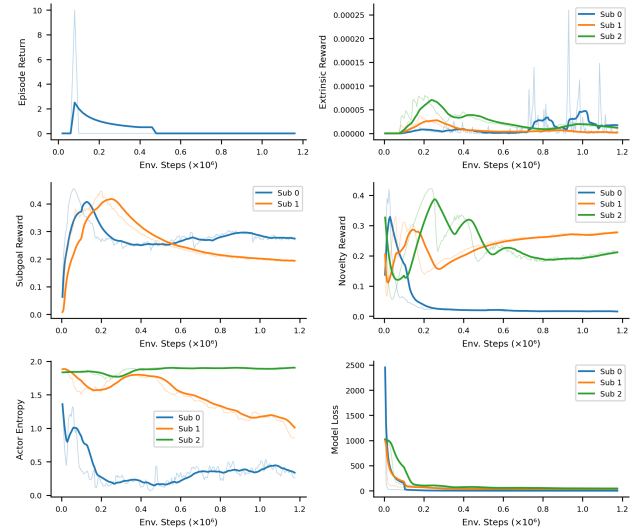 10
8
6
4
2
0
Episode Return
0.0 0.2 0.4 0.6 0.8 1.0 1.2
Env. Steps (×10⁶)
0.00025
0.00020
0.00015
0.00010
0.00005
0.00000
Extrinsic Reward
Sub 0
Sub 1
Sub 2
0.0 0.2 0.4 0.6 0.8 1.0 1.2
Env. Steps (×10⁶)
0.4
0.3
0.2
0.1
0.0
Subgoal Reward
Sub 0
Sub 1
0.0 0.2 0.4 0.6 0.8 1.0 1.2
Env. Steps (×10⁶)
0.4
0.3
0.2
0.1
0.0
Novelty Reward
Sub 0
Sub 1
Sub 2
0.0 0.2 0.4 0.6 0.8 1.0 1.2
Env. Steps (×10⁶)
2.0
1.5
1.0
0.5
0.0
Actor Entropy
Sub 0
Sub 1
Sub 2
0.0 0.2 0.4 0.6 0.8 1.0 1.2
Env. Steps (×10⁶)
2500
2000
1500
1000
500
0
Model Loss
Sub 0
Sub 1
Sub 2
0.0 0.2 0.4 0.6 0.8 1.0 1.2
Env. Steps (×10⁶)